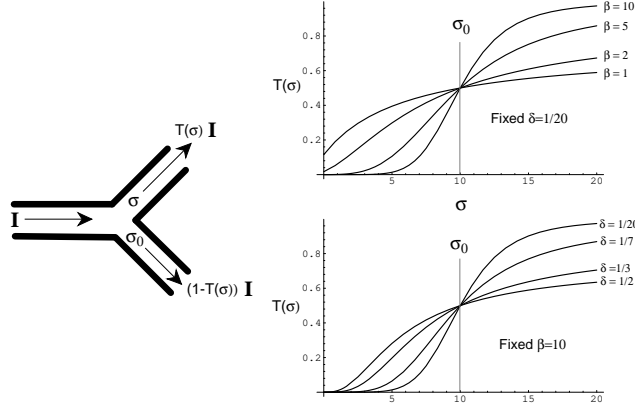 T(σ) I
σ
I
σ₀
(1-T(σ)) I
σ₀
β = 10
β = 5
β = 2
β = 1
T(σ)
0.8
0.6
0.4
0.2
Fixed δ=1/20
5
10
15
20
σ
σ₀
δ = 1/20
δ = 1/7
δ = 1/3
δ = 1/2
T(σ)
0.8
0.6
0.4
0.2
Fixed β=10
5
10
15
20